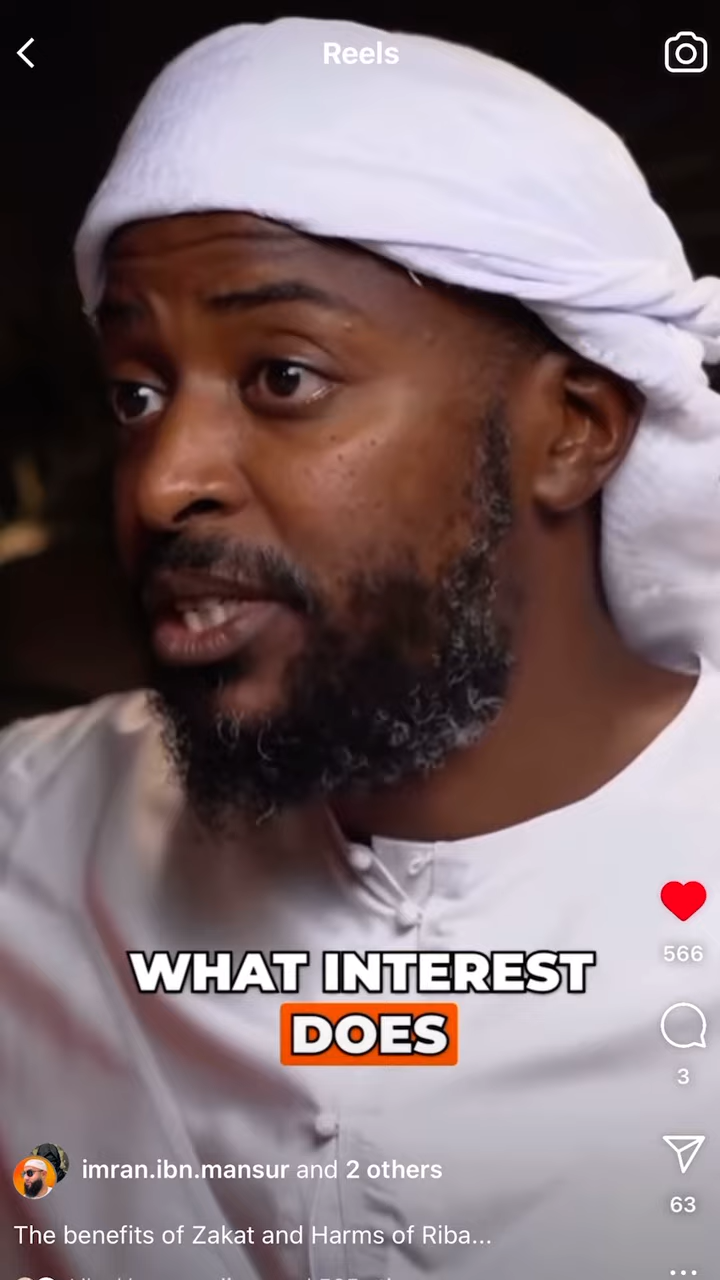 Reels
WHAT INTEREST
DOES
566
3
63
imran.ibn.mansur and 2 others
The benefits of Zakat and Harms of Riba...